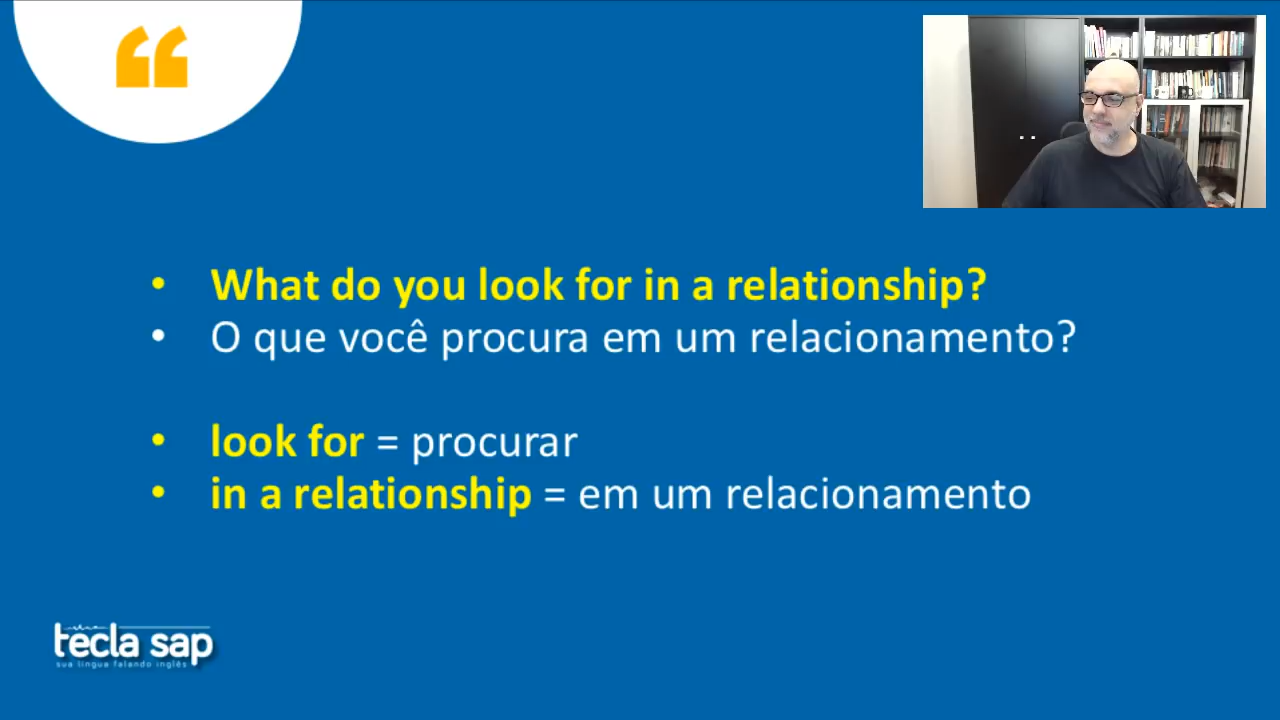 What do you look for in a relationship?
O que você procura em um relacionamento?
look for = procurar
in a relationship = em um relacionamento
tecla sap
sua língua falando inglês